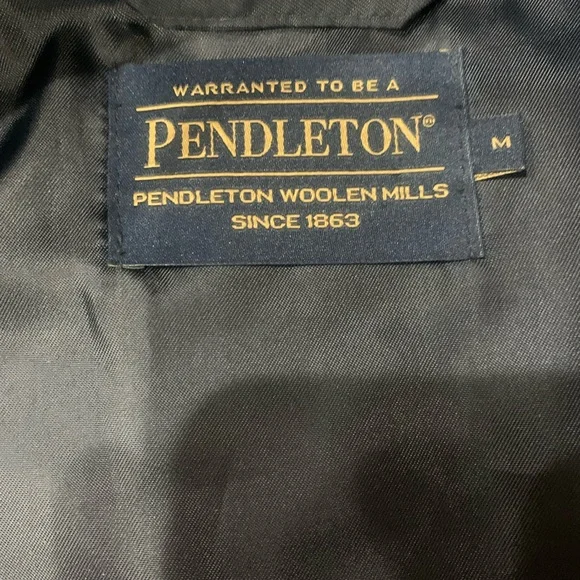 WARRANTED TO BE A
PENDLETON®
M
PENDLETON WOOLEN MILLS
SINCE 1863